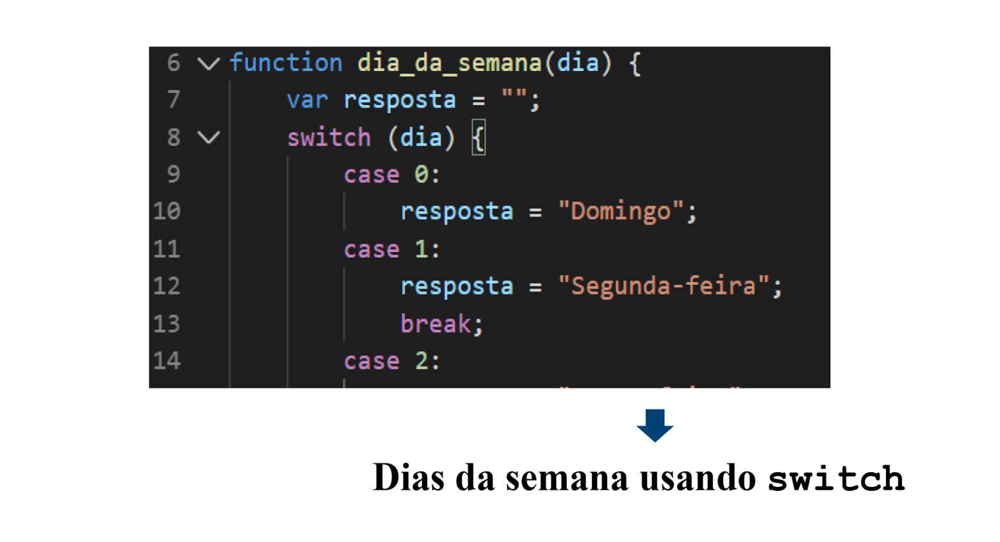 6 function dia_da_semana(dia) {
7 var resposta = "";
8 switch (dia) {
9 case 0:
10 resposta = "Domingo";
11 case 1:
12 resposta = "Segunda-feira";
13 break;
14 case 2:
Dias da semana usando switch